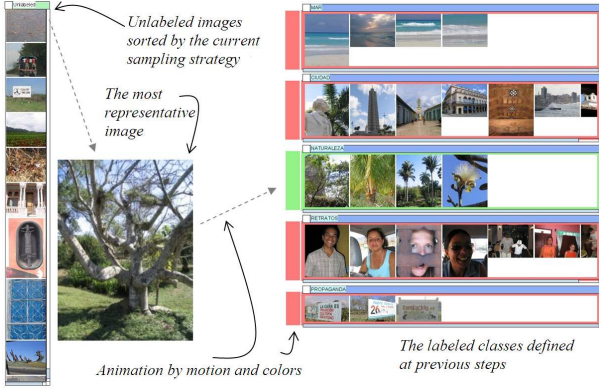 Unlabeled
Unlabeled images
sorted by the current
sampling strategy
The most
representative
image
Animation by motion and colors
MAR
CIUDAD
NATURALEZA
RETRATOS
PROPAGANDA
26
The labeled classes defined
at previous steps